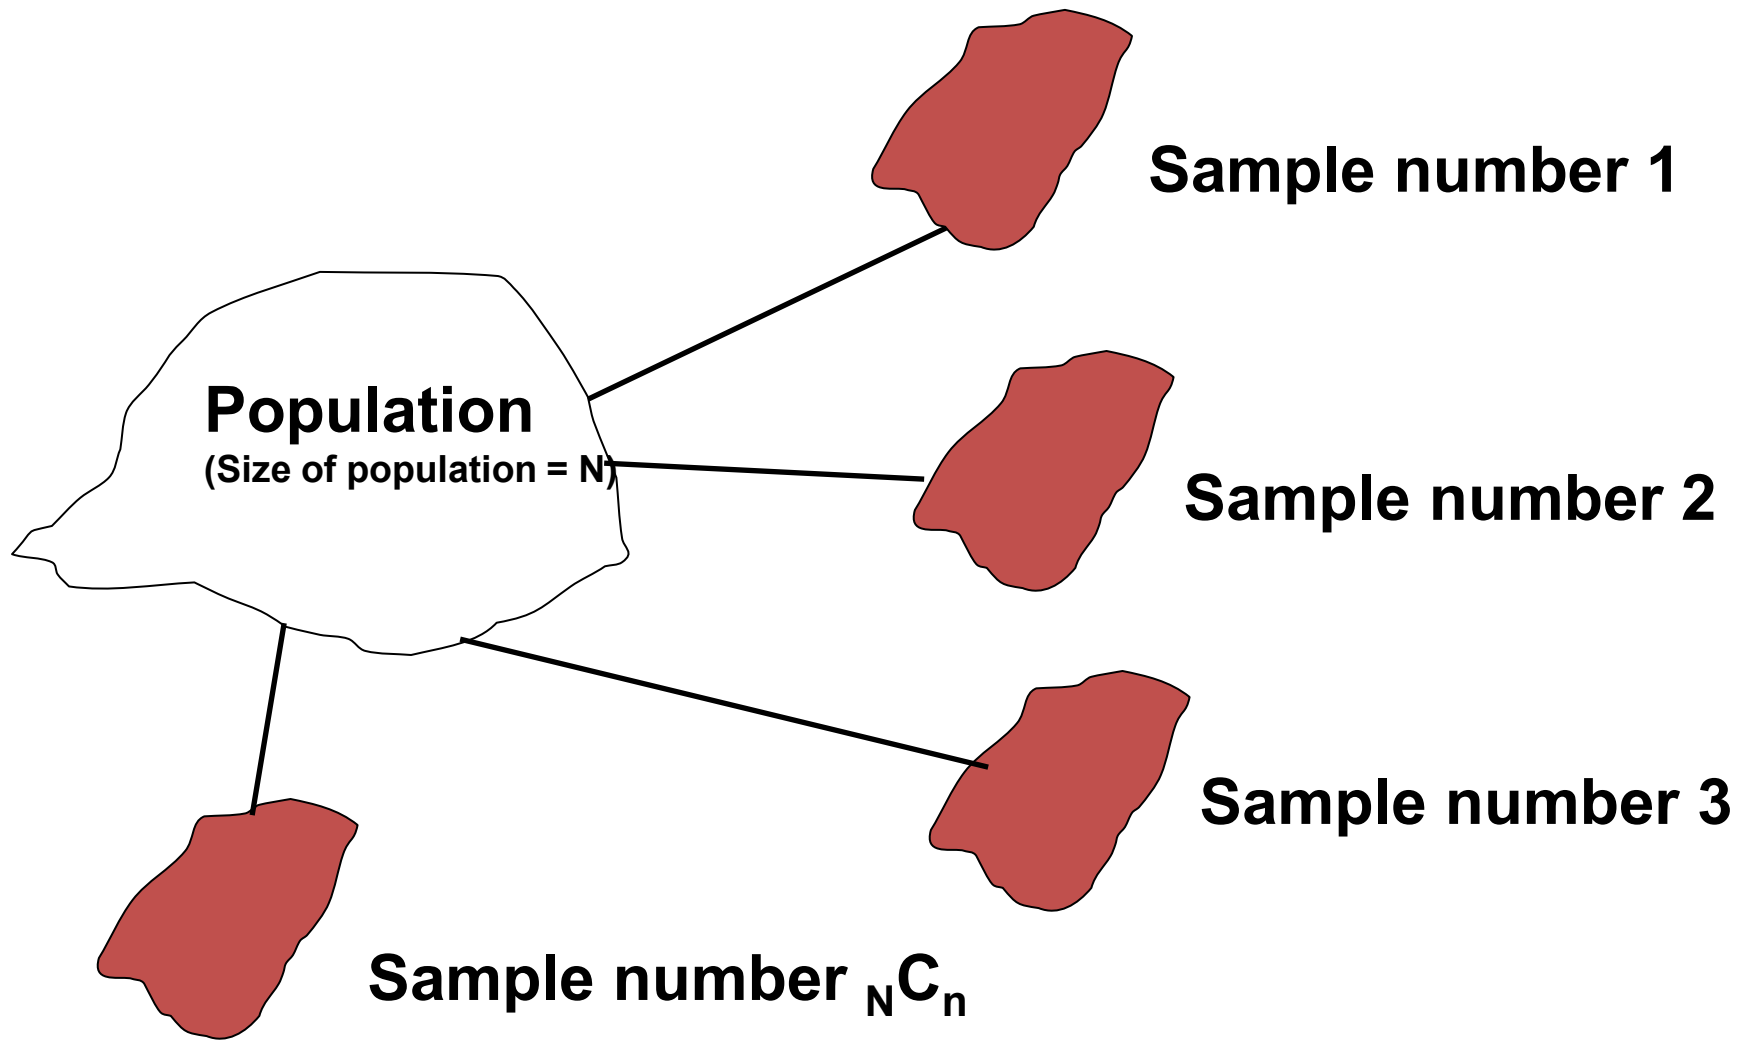 Sample number 1
Population
(Size of population = N)
Sample number 2
Sample number 3
Sample number NCn